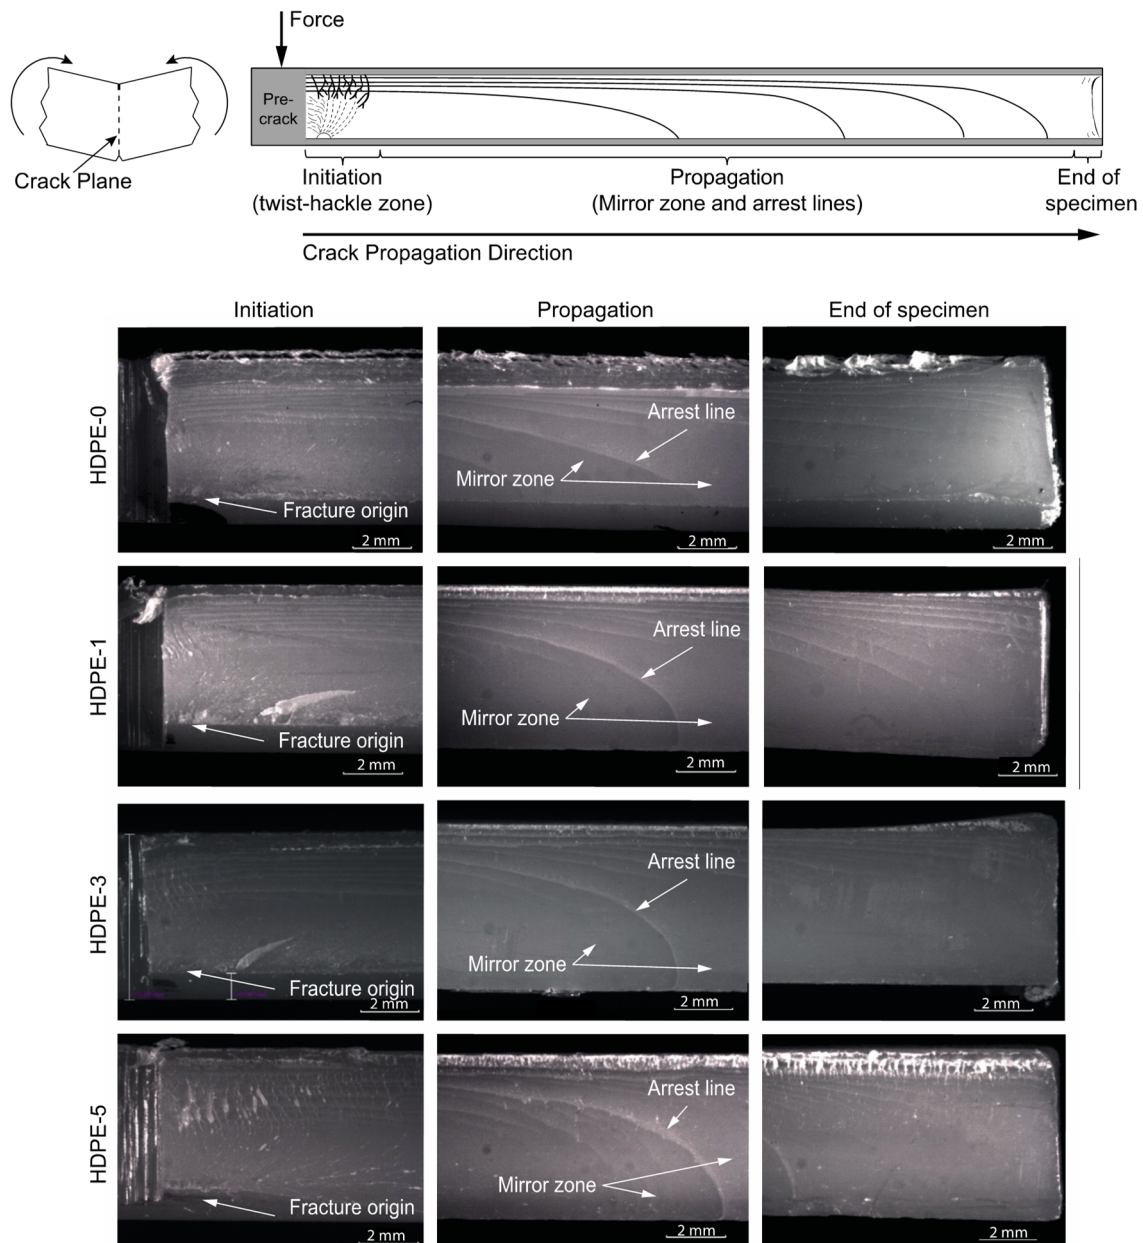 Force
Pre-
crack
Crack Plane
Initiation
(twist-hackle zone)
Propagation
(Mirror zone and arrest lines)
End of
specimen
Crack Propagation Direction
Initiation
Propagation
End of specimen
HDPE-0
Fracture origin
2 mm
Arrest line
Mirror zone
2 mm
2 mm
HDPE-1
Fracture origin
2 mm
Arrest line
Mirror zone
2 mm
2 mm
HDPE-3
Fracture origin
2 mm
Arrest line
Mirror zone
2 mm
2 mm
HDPE-5
Fracture origin
2 mm
Arrest line
Mirror zone
2 mm
2 mm